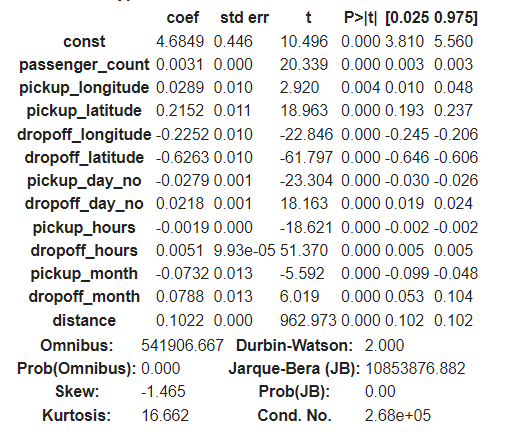 coef std err t P>|t| [0.025 0.975]
const 4.6849 0.446 10.496 0.000 3.810 5.560
passenger_count 0.0031 0.000 20.339 0.000 0.003 0.003
pickup_longitude 0.0289 0.010 2.920 0.004 0.010 0.048
pickup_latitude 0.2152 0.011 18.963 0.000 0.193 0.237
dropoff_longitude -0.2252 0.010 -22.846 0.000 -0.245 -0.206
dropoff_latitude -0.6263 0.010 -61.797 0.000 -0.646 -0.606
pickup_day_no -0.0279 0.001 -23.304 0.000 -0.030 -0.026
dropoff_day_no 0.0218 0.001 18.163 0.000 0.019 0.024
pickup_hours -0.0019 0.000 -18.621 0.000 -0.002 -0.002
dropoff_hours 0.0051 9.93e-05 51.370 0.000 0.005 0.005
pickup_month -0.0732 0.013 -5.592 0.000 -0.099 -0.048
dropoff_month 0.0788 0.013 6.019 0.000 0.053 0.104
distance 0.1022 0.000 962.973 0.000 0.102 0.102
Omnibus: 541906.667 Durbin-Watson: 2.000
Prob(Omnibus): 0.000 Jarque-Bera (JB): 10853876.882
Skew: -1.465 Prob(JB): 0.00
Kurtosis: 16.662 Cond. No. 2.68e+05